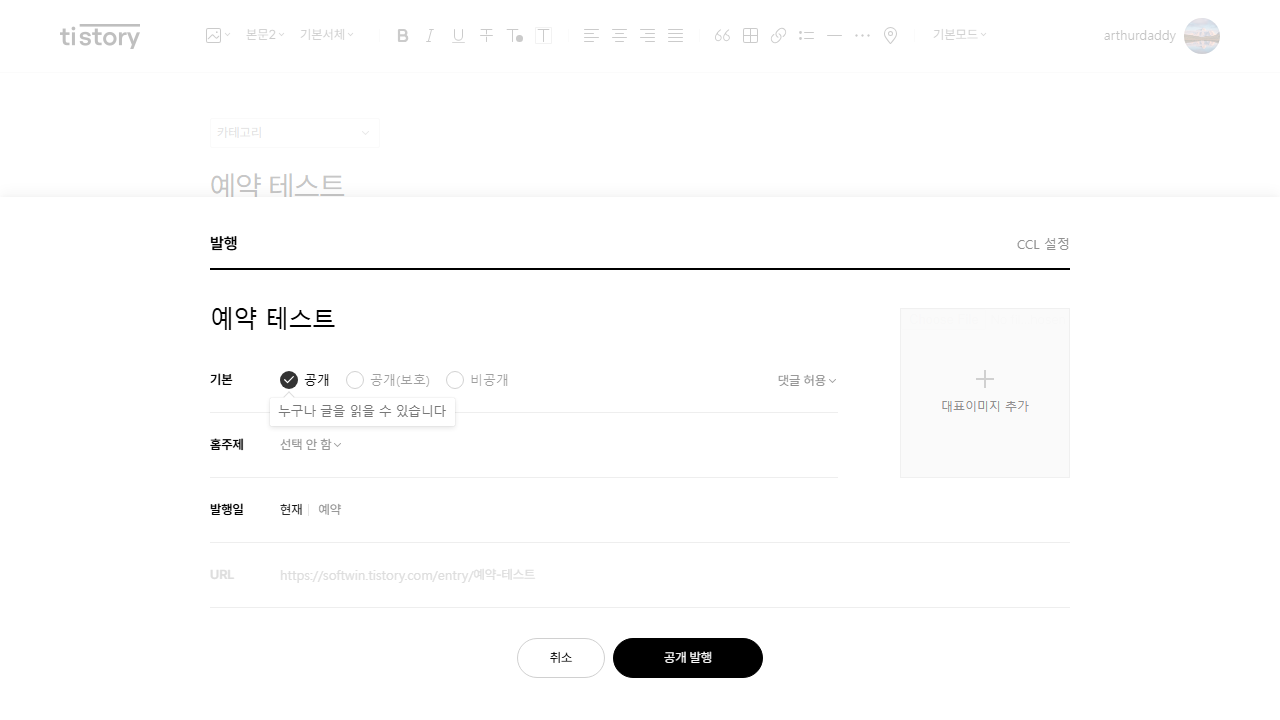 tistory 본문2 기본서체 B I U T T T 기본모드 arthurdaddy
카테고리
예약 테스트
발행 CCL 설정
예약 테스트
기본 공개 공개(보호) 비공개 댓글 허용
대표이미지 추가
누구나 글을 읽을 수 있습니다
홈주제 선택 안 함
발행일 현재 예약
URL https://softwin.tistory.com/entry/예약-테스트
취소 공개 발행